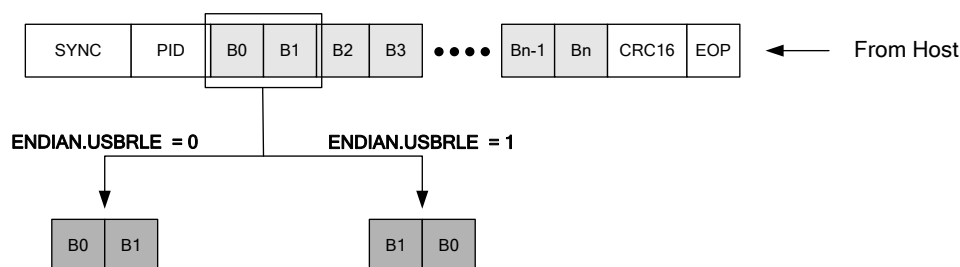 SYNC PID B0 B1 B2 B3 Bn-1 Bn CRC16 EOP From Host
ENDIAN.USBRLE = 0 ENDIAN.USBRLE = 1
B0 B1 B1 B0